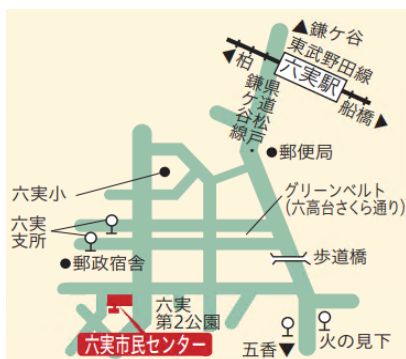 ▲鎌ケ谷
東武野田線
▲柏
六実駅
船橋▶
県道松戸・
鎌ケ谷線
●郵便局
六実小
グリーンベルト
(六高台さくら通り)
六実
支所
●郵政宿舎
歩道橋
六実
第2公園
六実市民センター
五香▼
火の見下